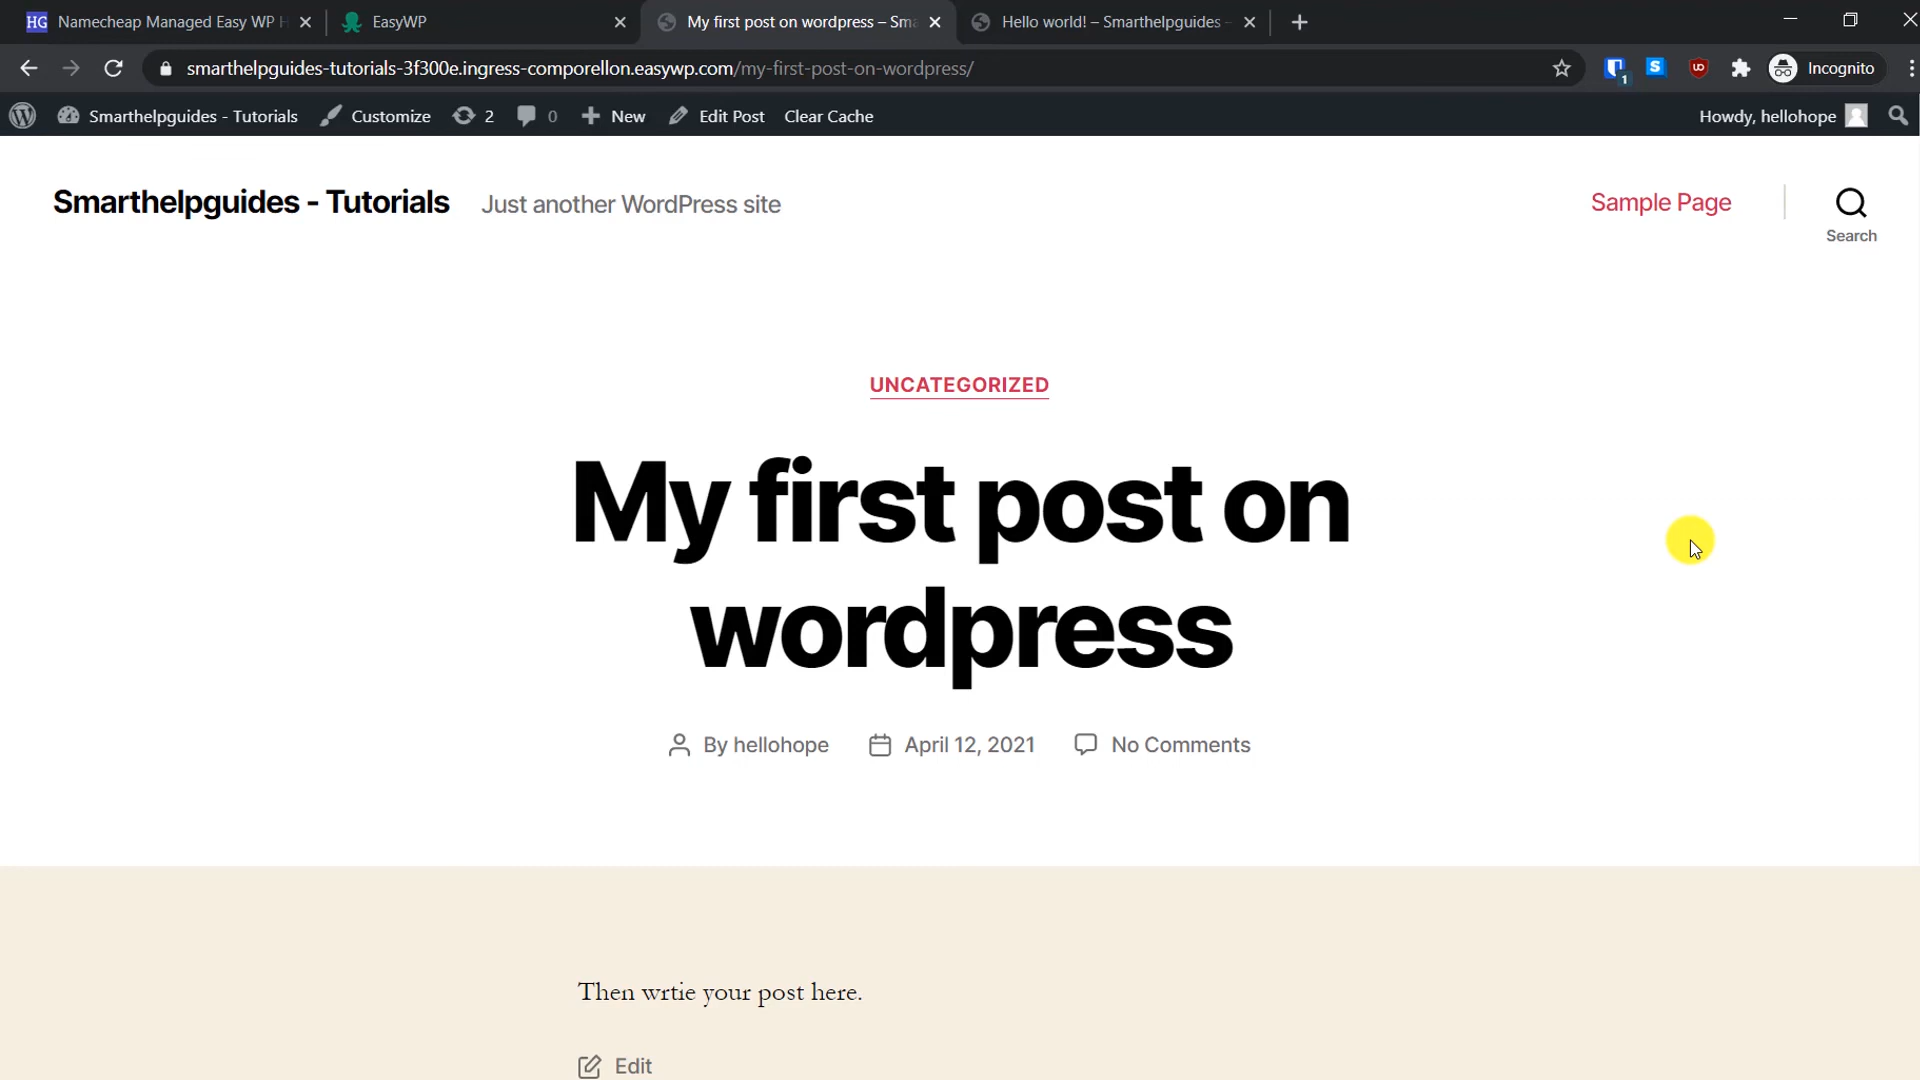 HG Namecheap Managed Easy WP H
EasyWP
My first post on wordpress – Sma
Hello world! – Smarthelpguides -
smarthelpguides-tutorials-3f300e.ingress-comporellon.easywp.com/my-first-post-on-wordpress/
1
S
Incognito
Smarthelpguides - Tutorials
Customize
2
0
New
Edit Post
Clear Cache
Howdy, hellohope
Smarthelpguides - Tutorials
Just another WordPress site
Sample Page
Search
UNCATEGORIZED
My first post on
wordpress
By hellohope
April 12, 2021
No Comments
Then wrtie your post here.
Edit